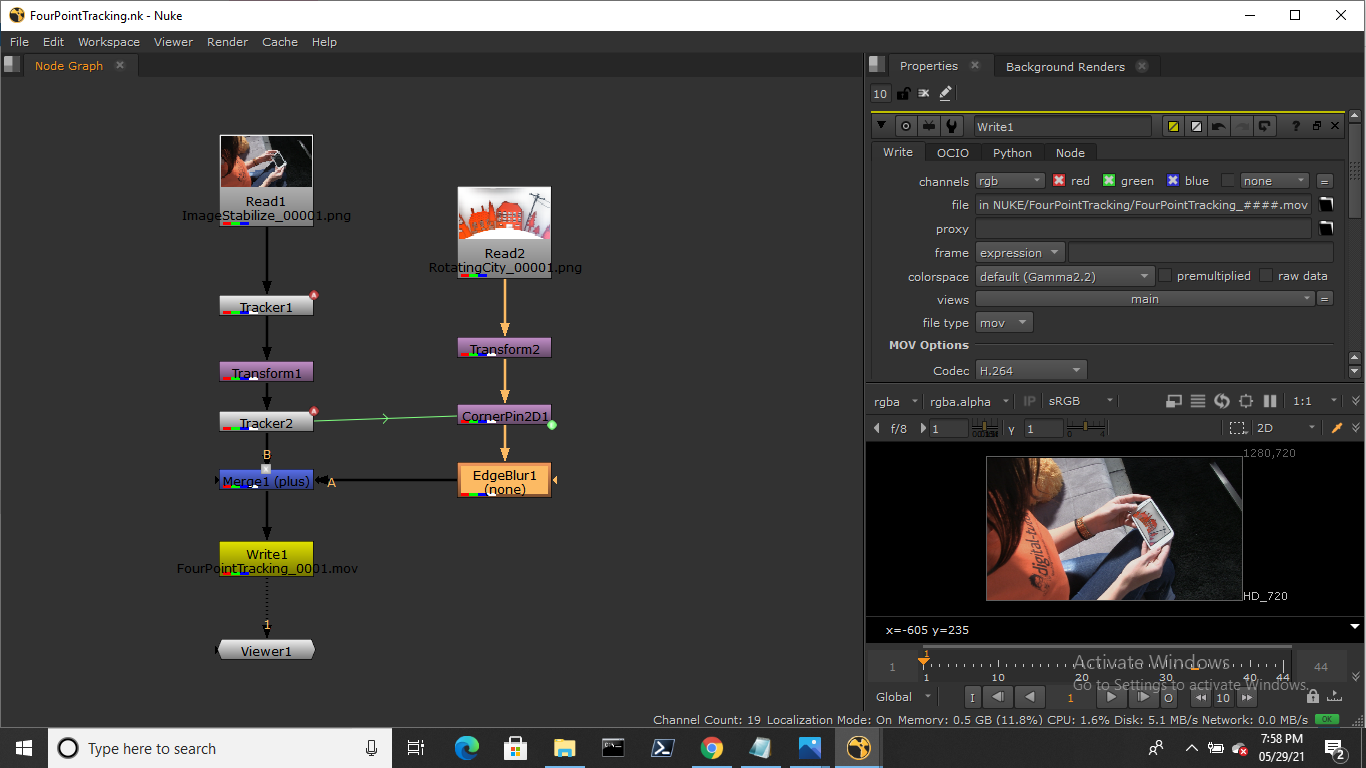 FourPointTracking.nk - Nuke
File Edit Workspace Viewer Render Cache Help
Node Graph
Read1
ImageStabilize_00001.png
Read2
RotatingCity_00001.png
Tracker1
Transform2
Transform1
Tracker2
CornerPin2D1
B
Merge1 (plus)
A
EdgeBlur1
(none)
Write1
FourPointTracking_0001.mov
1
Viewer1
Properties Background Renders
10
Write1
Write OCIO Python Node
channels rgb red green blue none =
file in NUKE/FourPointTracking/FourPointTracking_####.mov
proxy
frame expression
colorspace default (Gamma2.2) premultiplied raw data
views main =
file type mov
MOV Options
Codec H.264
rgba rgba.alpha IP sRGB 1:1
f/8 1 γ 1 2D
1280,720
digital-tu
HD_720
x=-605 y=235
1 1 1 10 20 30 40 44 44
Activate Windows
Go to Settings to activate Windows.
Global I 1 O 10
Channel Count: 19 Localization Mode: On Memory: 0.5 GB (11.8%) CPU: 1.6% Disk: 5.1 MB/s Network: 0.0 MB/s OK
Type here to search
7:58 PM
05/29/21
2